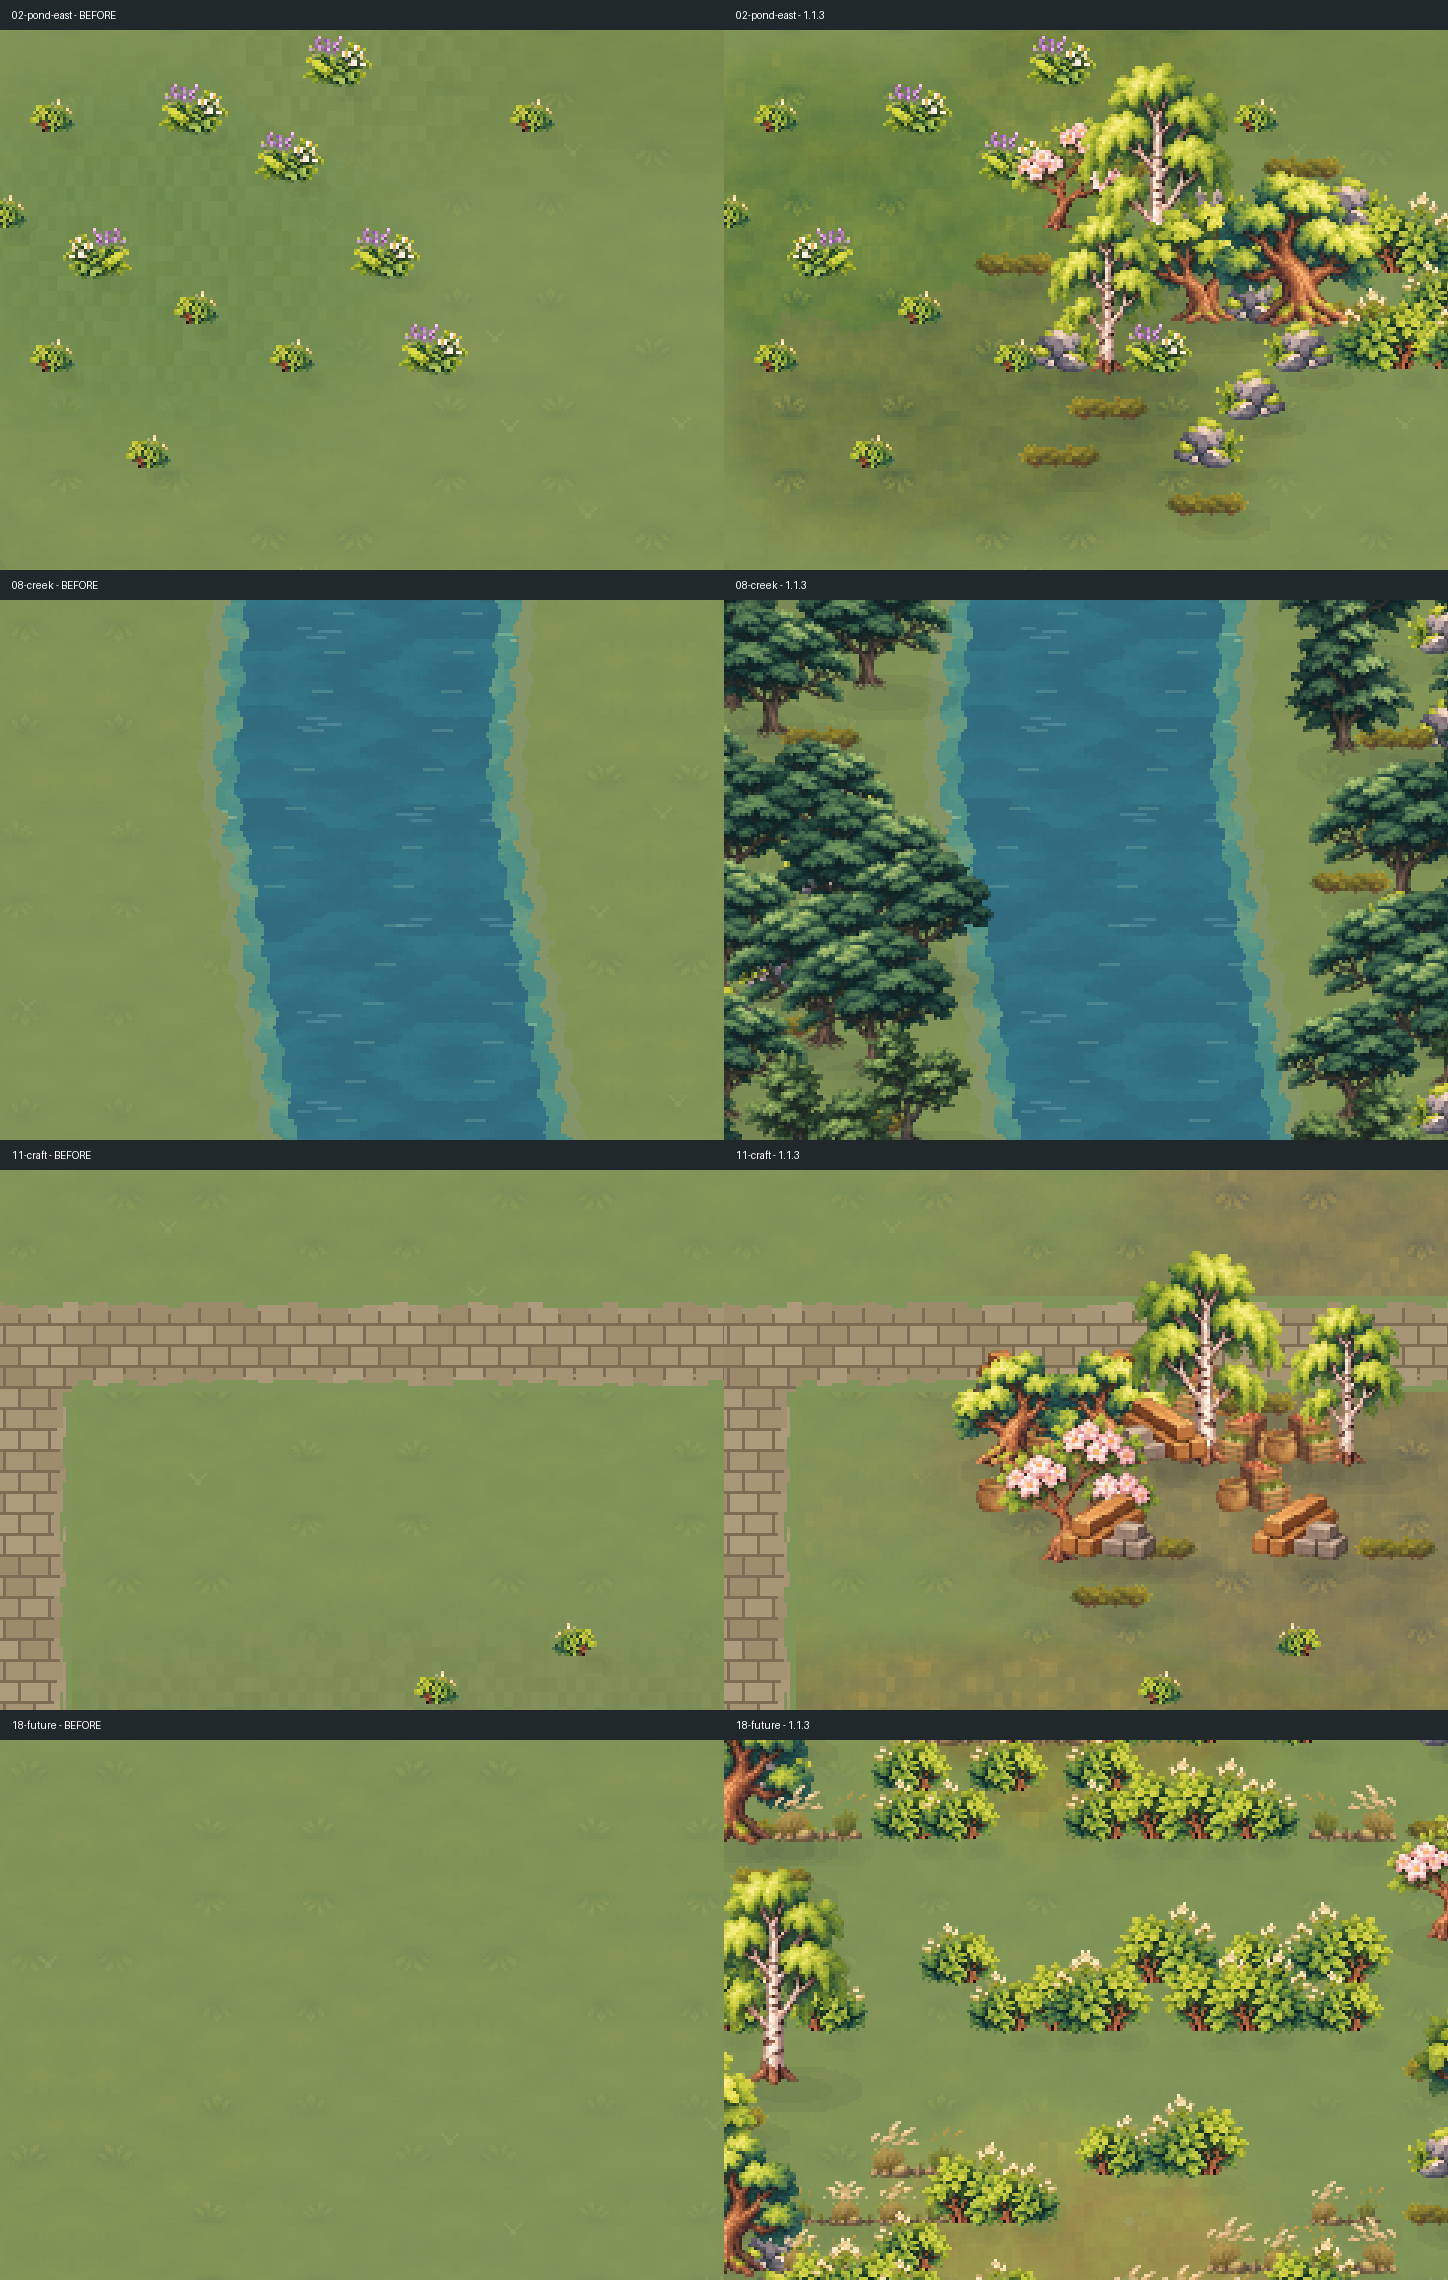 02-pond-east - BEFORE
02-pond-east - 1.1.3
08-creek - BEFORE
08-creek - 1.1.3
11-craft - BEFORE
11-craft - 1.1.3
18-future - BEFORE
18-future - 1.1.3